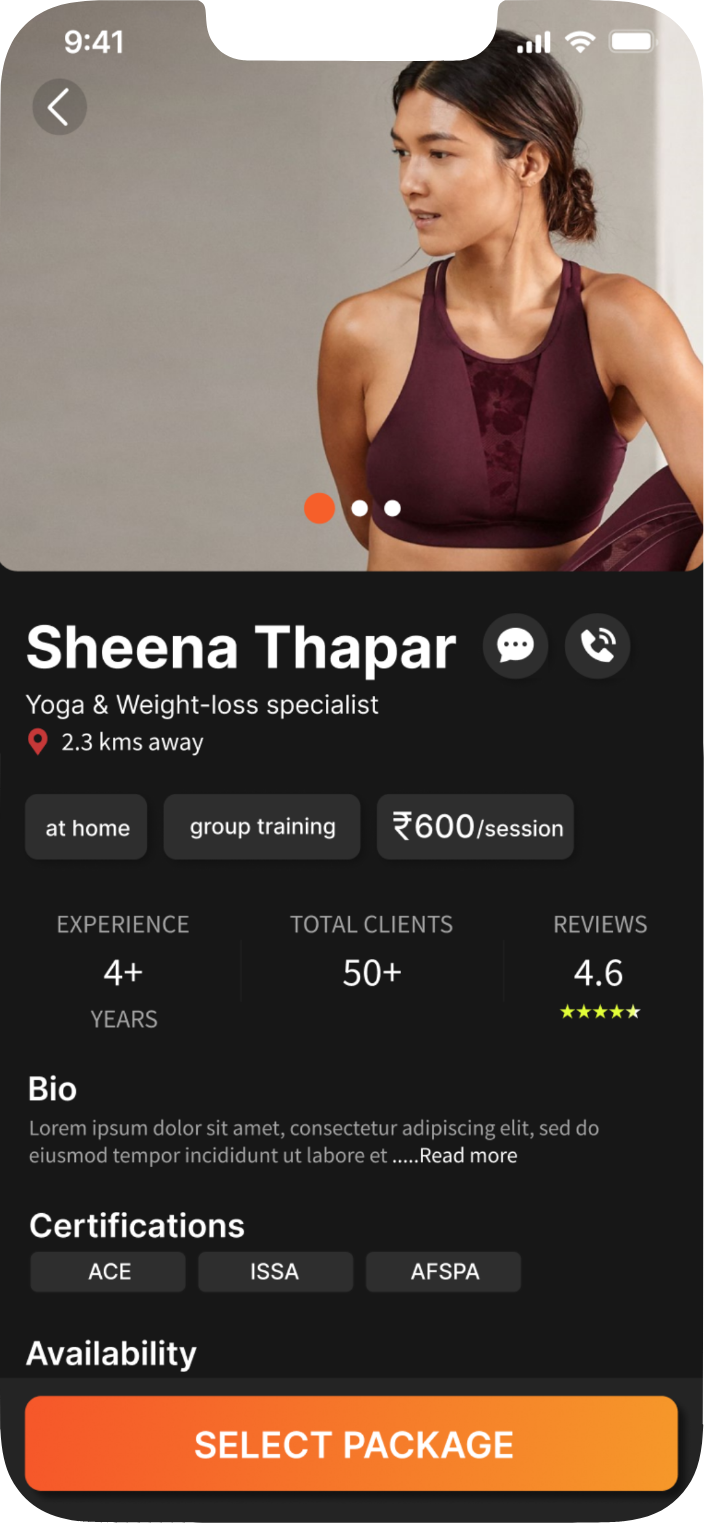 9:41
Sheena Thapar
Yoga & Weight-loss specialist
2.3 kms away
at home
group training
₹600/session
EXPERIENCE
4+
YEARS
TOTAL CLIENTS
50+
REVIEWS
4.6
Bio
Lorem ipsum dolor sit amet, consectetur adipiscing elit, sed do
eiusmod tempor incididunt ut labore et .....Read more
Certifications
ACE
ISSA
AFSPA
Availability
SELECT PACKAGE